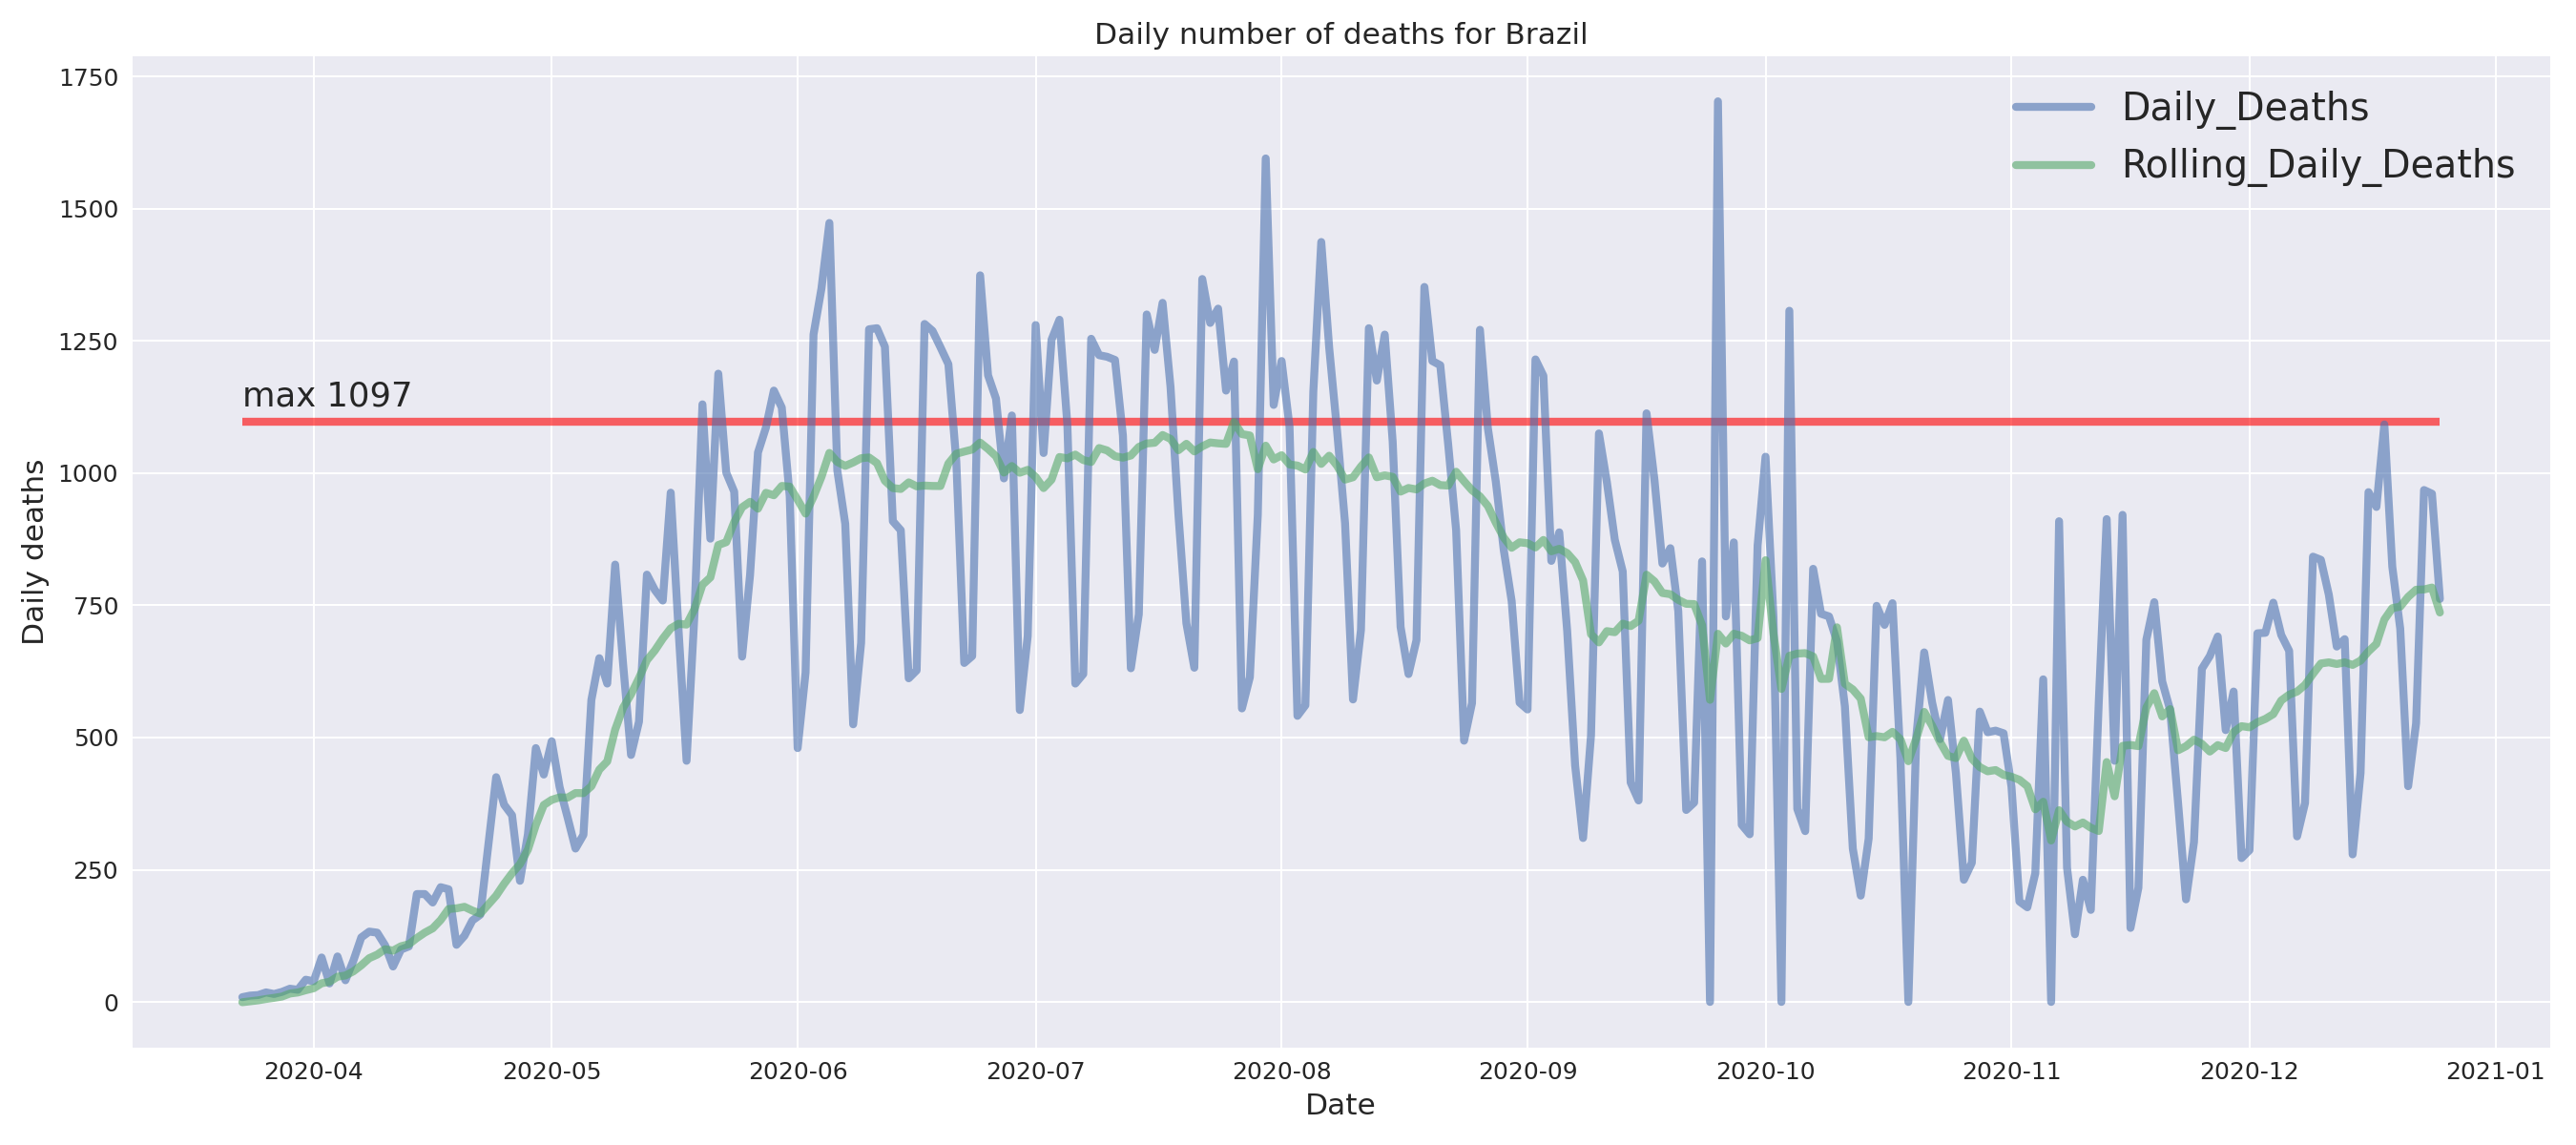 Daily number of deaths for Brazil
1750
1500
1250
1000
750
500
250
0
Daily deaths
max 1097
Daily_Deaths
Rolling_Daily_Deaths
2020-04 2020-05 2020-06 2020-07 2020-08 2020-09 2020-10 2020-11 2020-12 2021-01
Date